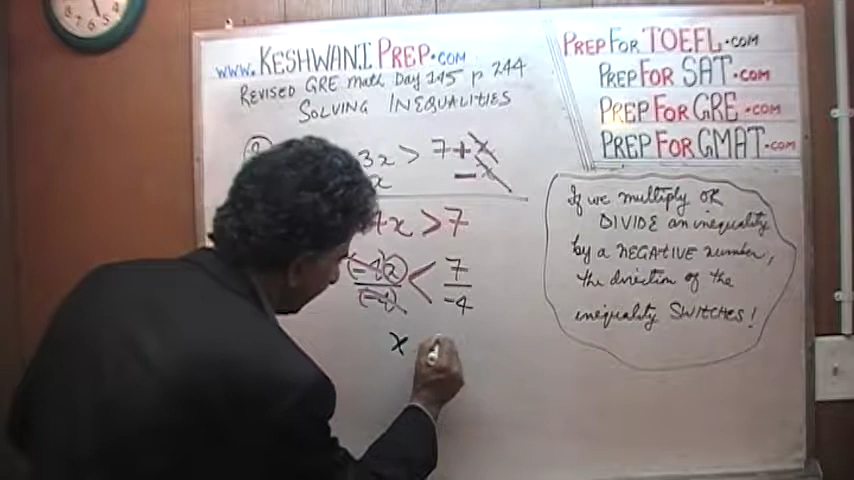 www.KESHWANI PREP.COM
REVISED GRE Math Day 145 p 244
SOLVING INEQUALITIES
3x > 7 + x
x - x
4x > 7
(-4)x < 7
(-4) -4
x
PREP FOR TOEFL.COM
PREP FOR SAT.COM
PREP FOR GRE.COM
PREP FOR GMAT.COM
If we multiply OR
DIVIDE an inequality
by a NEGATIVE number,
the direction of the
inequality SWITCHES!